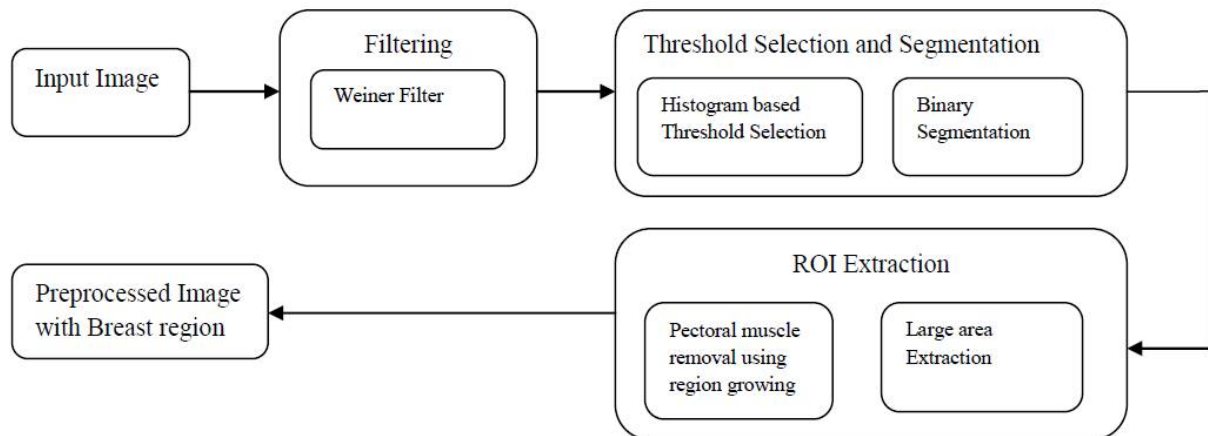 Input Image
Filtering
Weiner Filter
Threshold Selection and Segmentation
Histogram based
Threshold Selection
Binary
Segmentation
ROI Extraction
Large area
Extraction
Pectoral muscle
removal using
region growing
Preprocessed Image
with Breast region